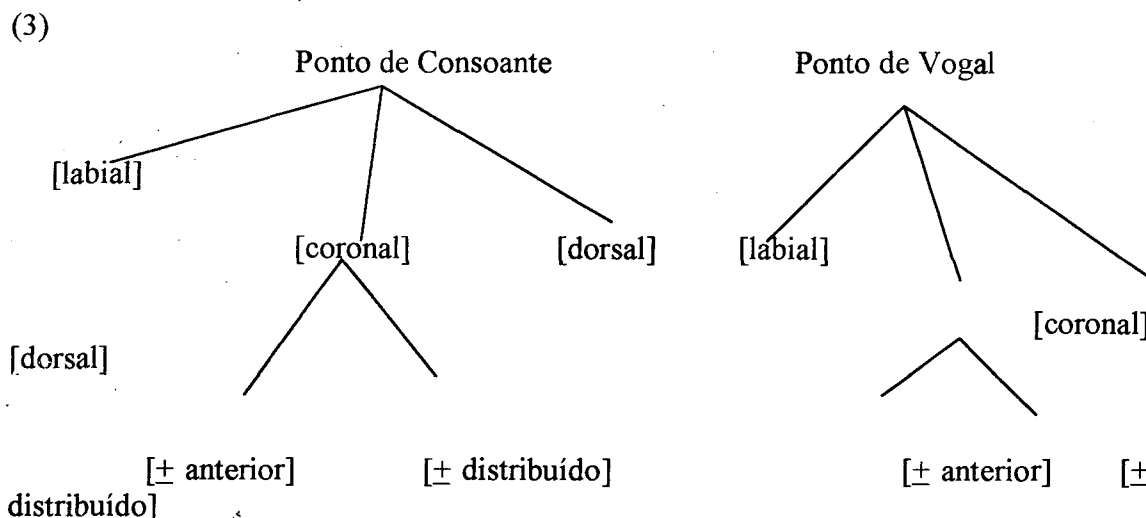 (3)
Ponto de Consoante Ponto de Vogal
[labial]
[coronal] [dorsal] [labial]
[coronal]
[dorsal]
[± anterior] [± distribuído] [± anterior] [±
distribuído]